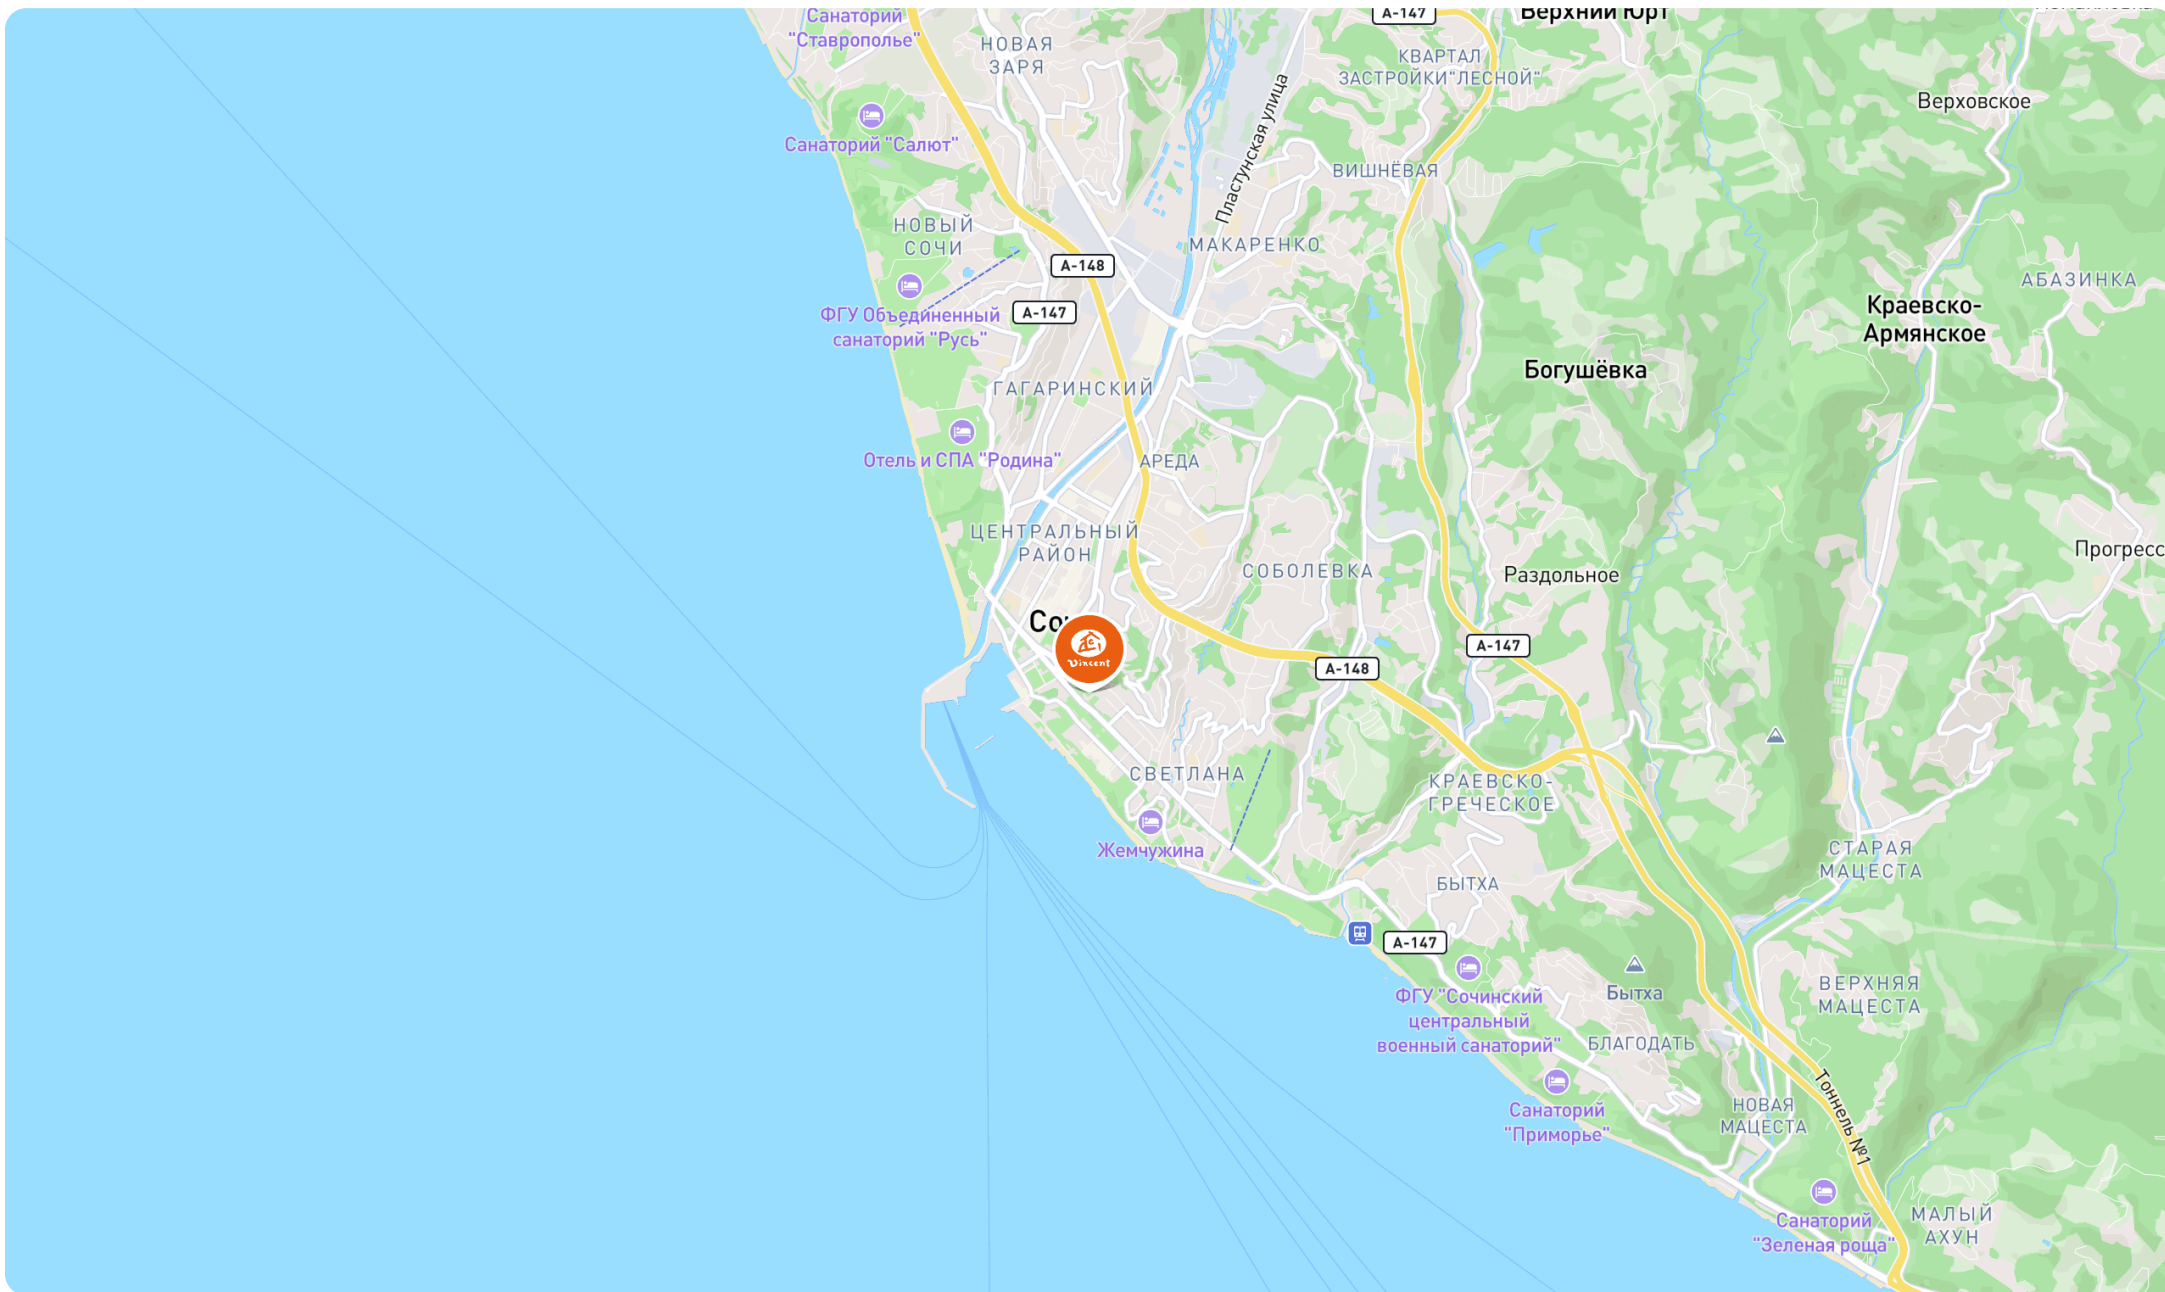 Санаторий
"Ставрополье"
НОВАЯ
ЗАРЯ
А-147
Верхний Юрт
КВАРТАЛ
ЗАСТРОЙКИ"ЛЕСНОЙ"
Верховское
Санаторий "Салют"
Пластунская улица
ВИШНЁВАЯ
НОВЫЙ
СОЧИ
МАКАРЕНКО
А-148
АБАЗИНКА
ФГУ Объединенный
санаторий "Русь"
А-147
Краевско-
Армянское
Богушёвка
ГАГАРИНСКИЙ
Отель и СПА "Родина"
АРЕДА
ЦЕНТРАЛЬНЫЙ
РАЙОН
Прогресс
СОБОЛЕВКА
Раздольное
Со
Vincent
А-147
А-148
СВЕТЛАНА
КРАЕВСКО-
ГРЕЧЕСКОЕ
Жемчужина
СТАРАЯ
МАЦЕСТА
БЫТХА
А-147
ФГУ "Сочинский
центральный
военный санаторий"
Бытха
ВЕРХНЯЯ
МАЦЕСТА
БЛАГОДАТЬ
Санаторий
"Приморье"
НОВАЯ
МАЦЕСТА
Тоннель №1
Санаторий
"Зеленая роща"
МАЛЫЙ
АХУН